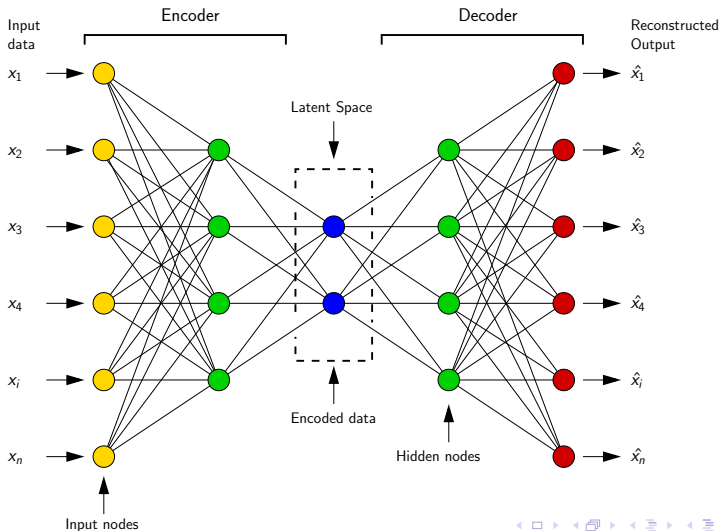 Encoder
Decoder
Input
data
Reconstructed
Output
x₁
x̂₁
Latent Space
x₂
x̂₂
x₃
x̂₃
x₄
x̂₄
xᵢ
x̂ᵢ
Encoded data
Hidden nodes
xₙ
x̂ₙ
Input nodes